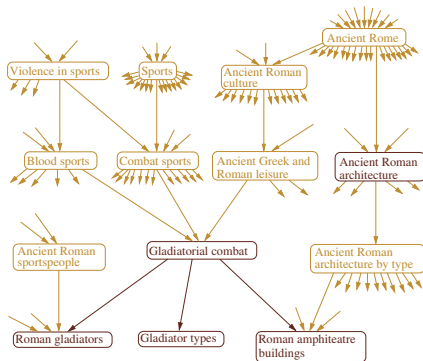 Ancient Rome
Violence in sports
Sports
Ancient Roman
culture
Blood sports
Combat sports
Ancient Greek and
Roman leisure
Ancient Roman
architecture
Ancient Roman
sportspeople
Gladiatorial combat
Ancient Roman
architecture by type
Roman gladiators
Gladiator types
Roman amphiteatre
buildings